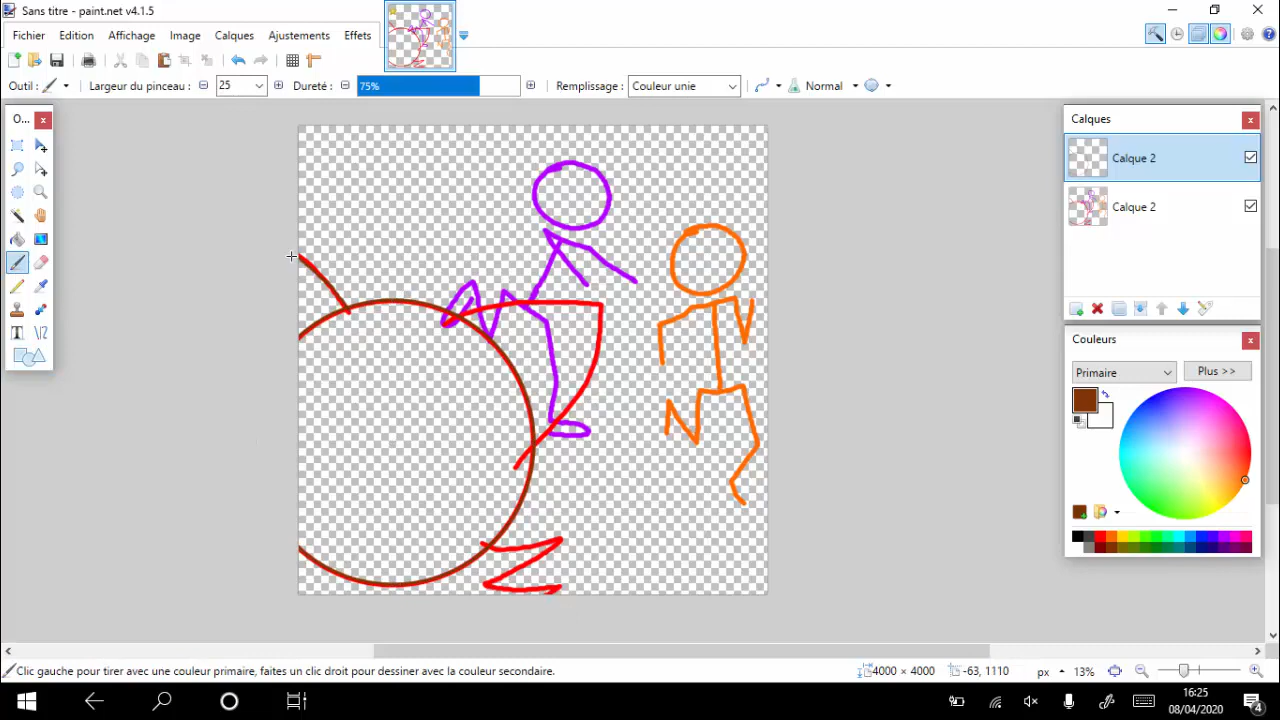 Sans titre - paint.net v4.1.5
Fichier Edition Affichage Image Calques Ajustements Effets
Outil : Largeur du pinceau : 25 Dureté : 75% Remplissage : Couleur unie Normal
O...
Calques
Calque 2
Calque 2
Couleurs
Primaire Plus >>
Clic gauche pour tirer avec une couleur primaire, faites un clic droit pour dessiner avec la couleur secondaire. 4000 × 4000 -63, 1110 px 13%
16:25
08/04/2020
4